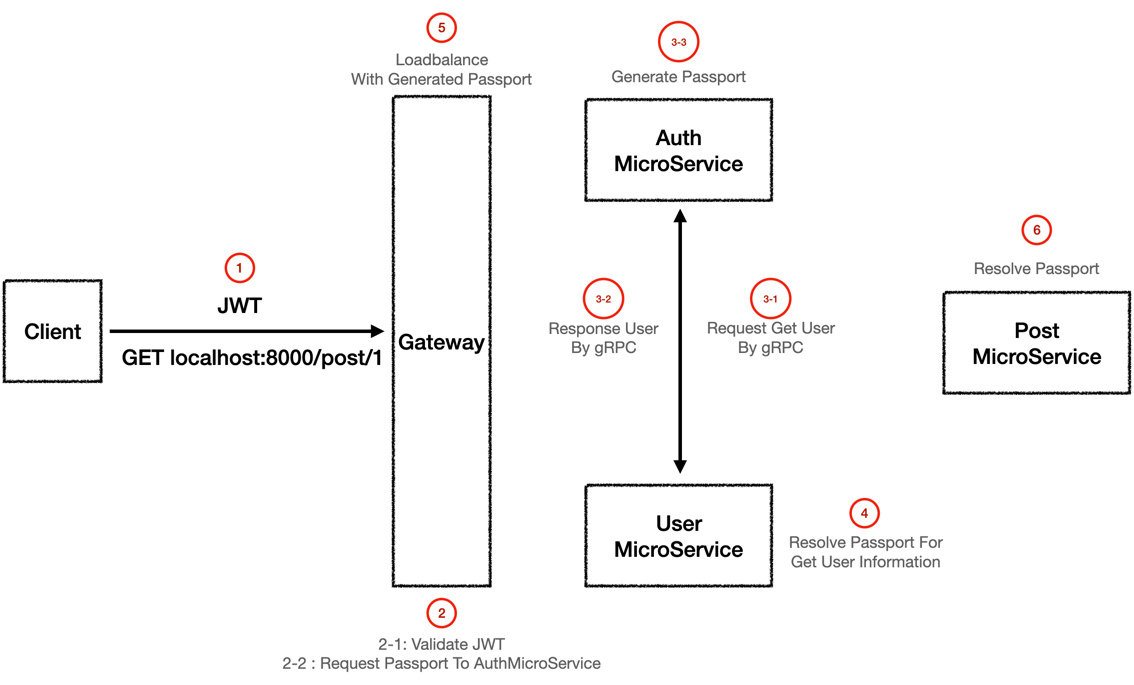 5
Loadbalance
With Generated Passport
3-3
Generate Passport
Auth
MicroService
1
JWT
GET localhost:8000/post/1
Client
Gateway
3-2
Response User
By gRPC
3-1
Request Get User
By gRPC
6
Resolve Passport
Post
MicroService
User
MicroService
4
Resolve Passport For
Get User Information
2
2-1: Validate JWT
2-2 : Request Passport To AuthMicroService